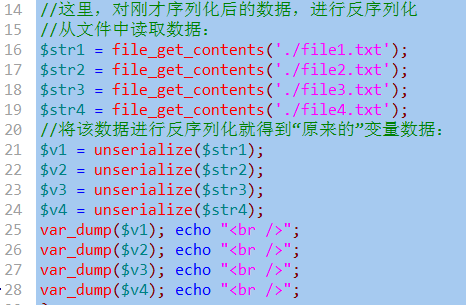 14 //这里，对刚才序列化后的数据，进行反序列化
15 //从文件中读取数据：
16 $str1 = file_get_contents('./file1.txt');
17 $str2 = file_get_contents('./file2.txt');
18 $str3 = file_get_contents('./file3.txt');
19 $str4 = file_get_contents('./file4.txt');
20 //将该数据进行反序列化就得到“原来的”变量数据：
21 $v1 = unserialize($str1);
22 $v2 = unserialize($str2);
23 $v3 = unserialize($str3);
24 $v4 = unserialize($str4);
25 var_dump($v1); echo "<br />";
26 var_dump($v2); echo "<br />";
27 var_dump($v3); echo "<br />";
28 var_dump($v4); echo "<br />";